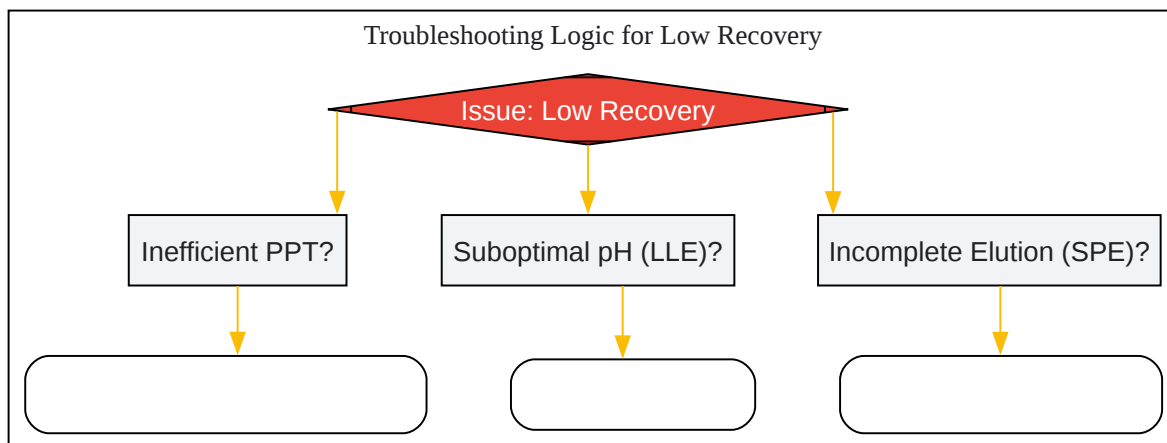 Troubleshooting Logic for Low Recovery
Issue: Low Recovery
Inefficient PPT?
Suboptimal pH (LLE)?
Incomplete Elution (SPE)?